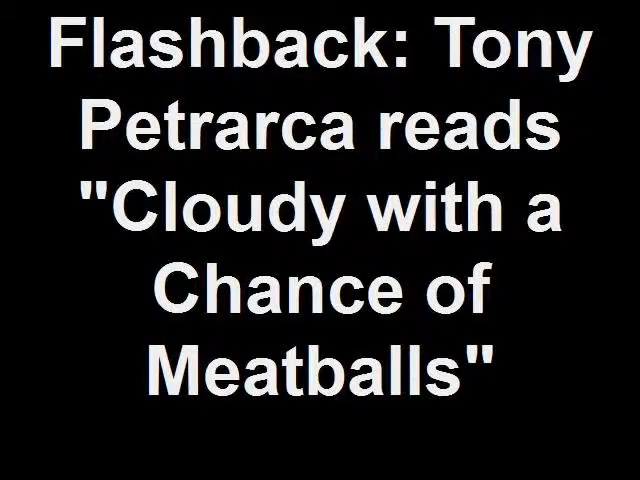 Flashback: Tony
Petrarca reads
"Cloudy with a
Chance of
Meatballs"